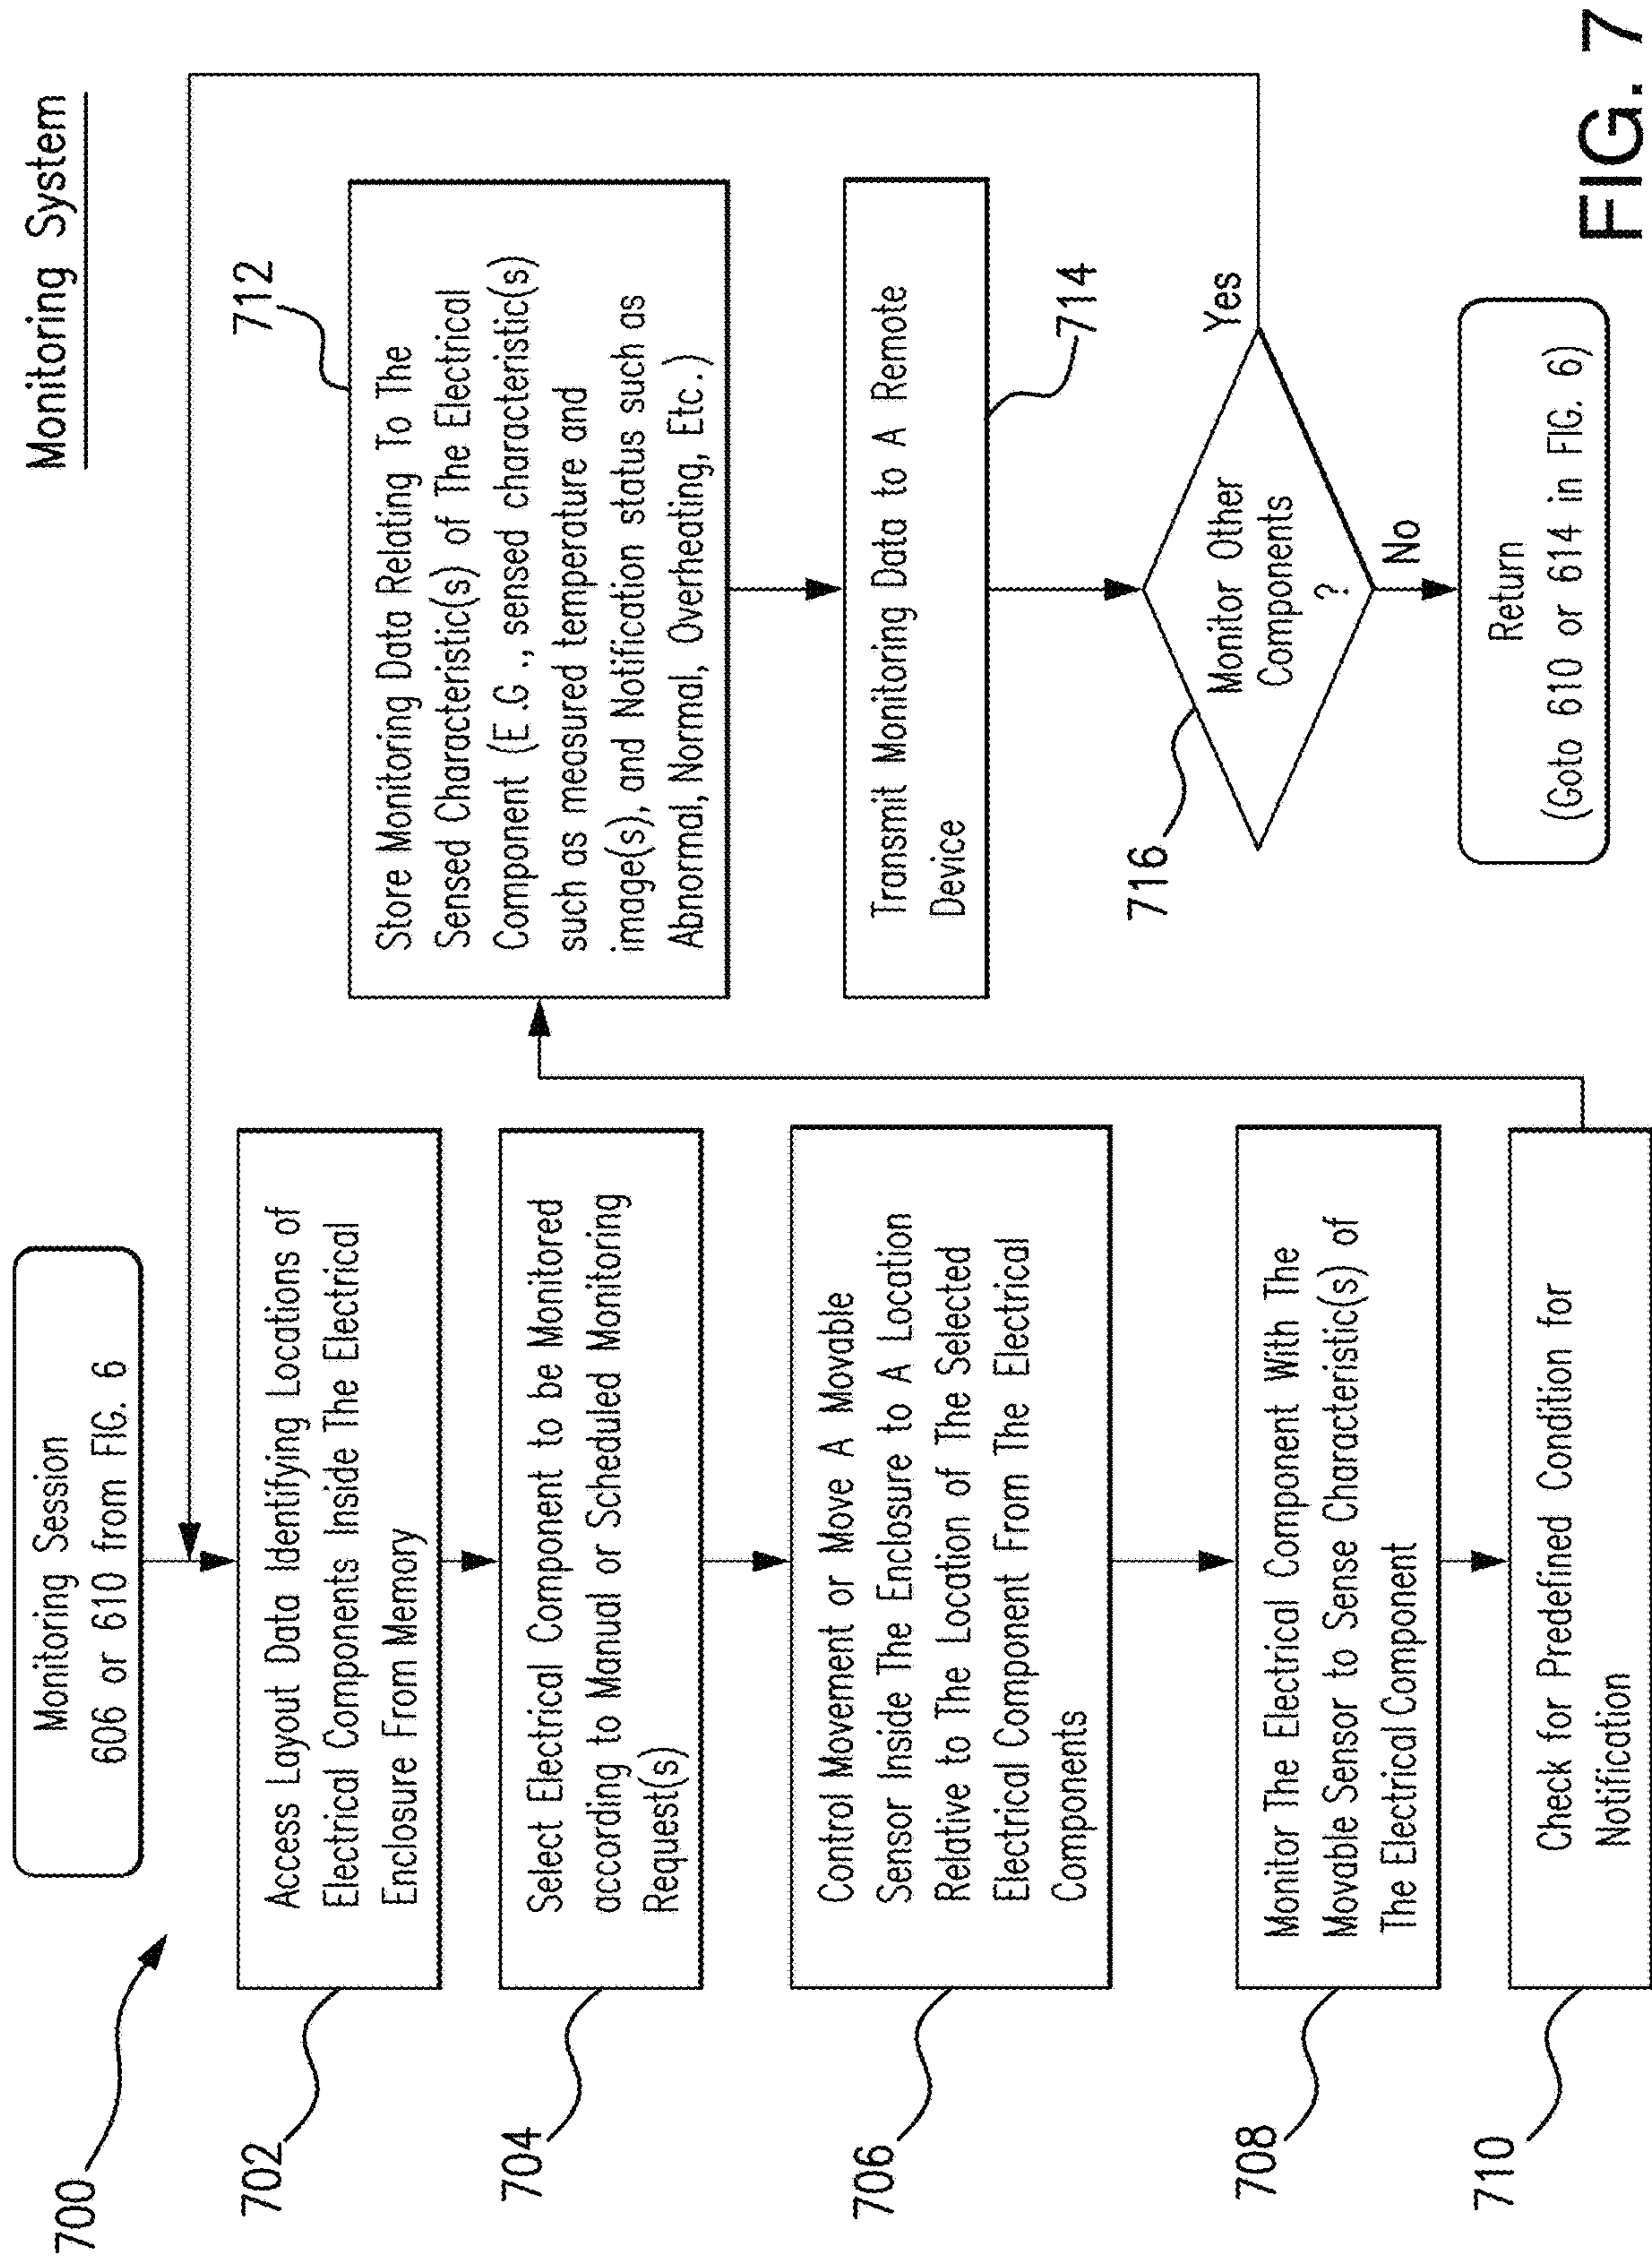 Monitoring System
700
Monitoring Session
606 or 610 from FIG. 6
702
Access Layout Data Identifying Locations of
Electrical Components Inside The Electrical
Enclosure From Memory
704
Select Electrical Component to be Monitored
according to Manual or Scheduled Monitoring
Request(s)
706
Control Movement or Move A Movable
Sensor Inside The Enclosure to A Location
Relative to The Location of The Selected
Electrical Component From The Electrical
Components
708
Monitor The Electrical Component With The
Movable Sensor to Sense Characteristic(s) of
The Electrical Component
710
Check for Predefined Condition for
Notification
712
Store Monitoring Data Relating To The
Sensed Characteristic(s) of The Electrical
Component (E.G., sensed characteristic(s)
such as measured temperature and
image(s), and Notification status such as
Abnormal, Normal, Overheating, Etc.)
714
Transmit Monitoring Data to A Remote
Device
716
Monitor Other
Components
?
Yes
No
Return
(Goto 610 or 614 in FIG. 6)
FIG. 7